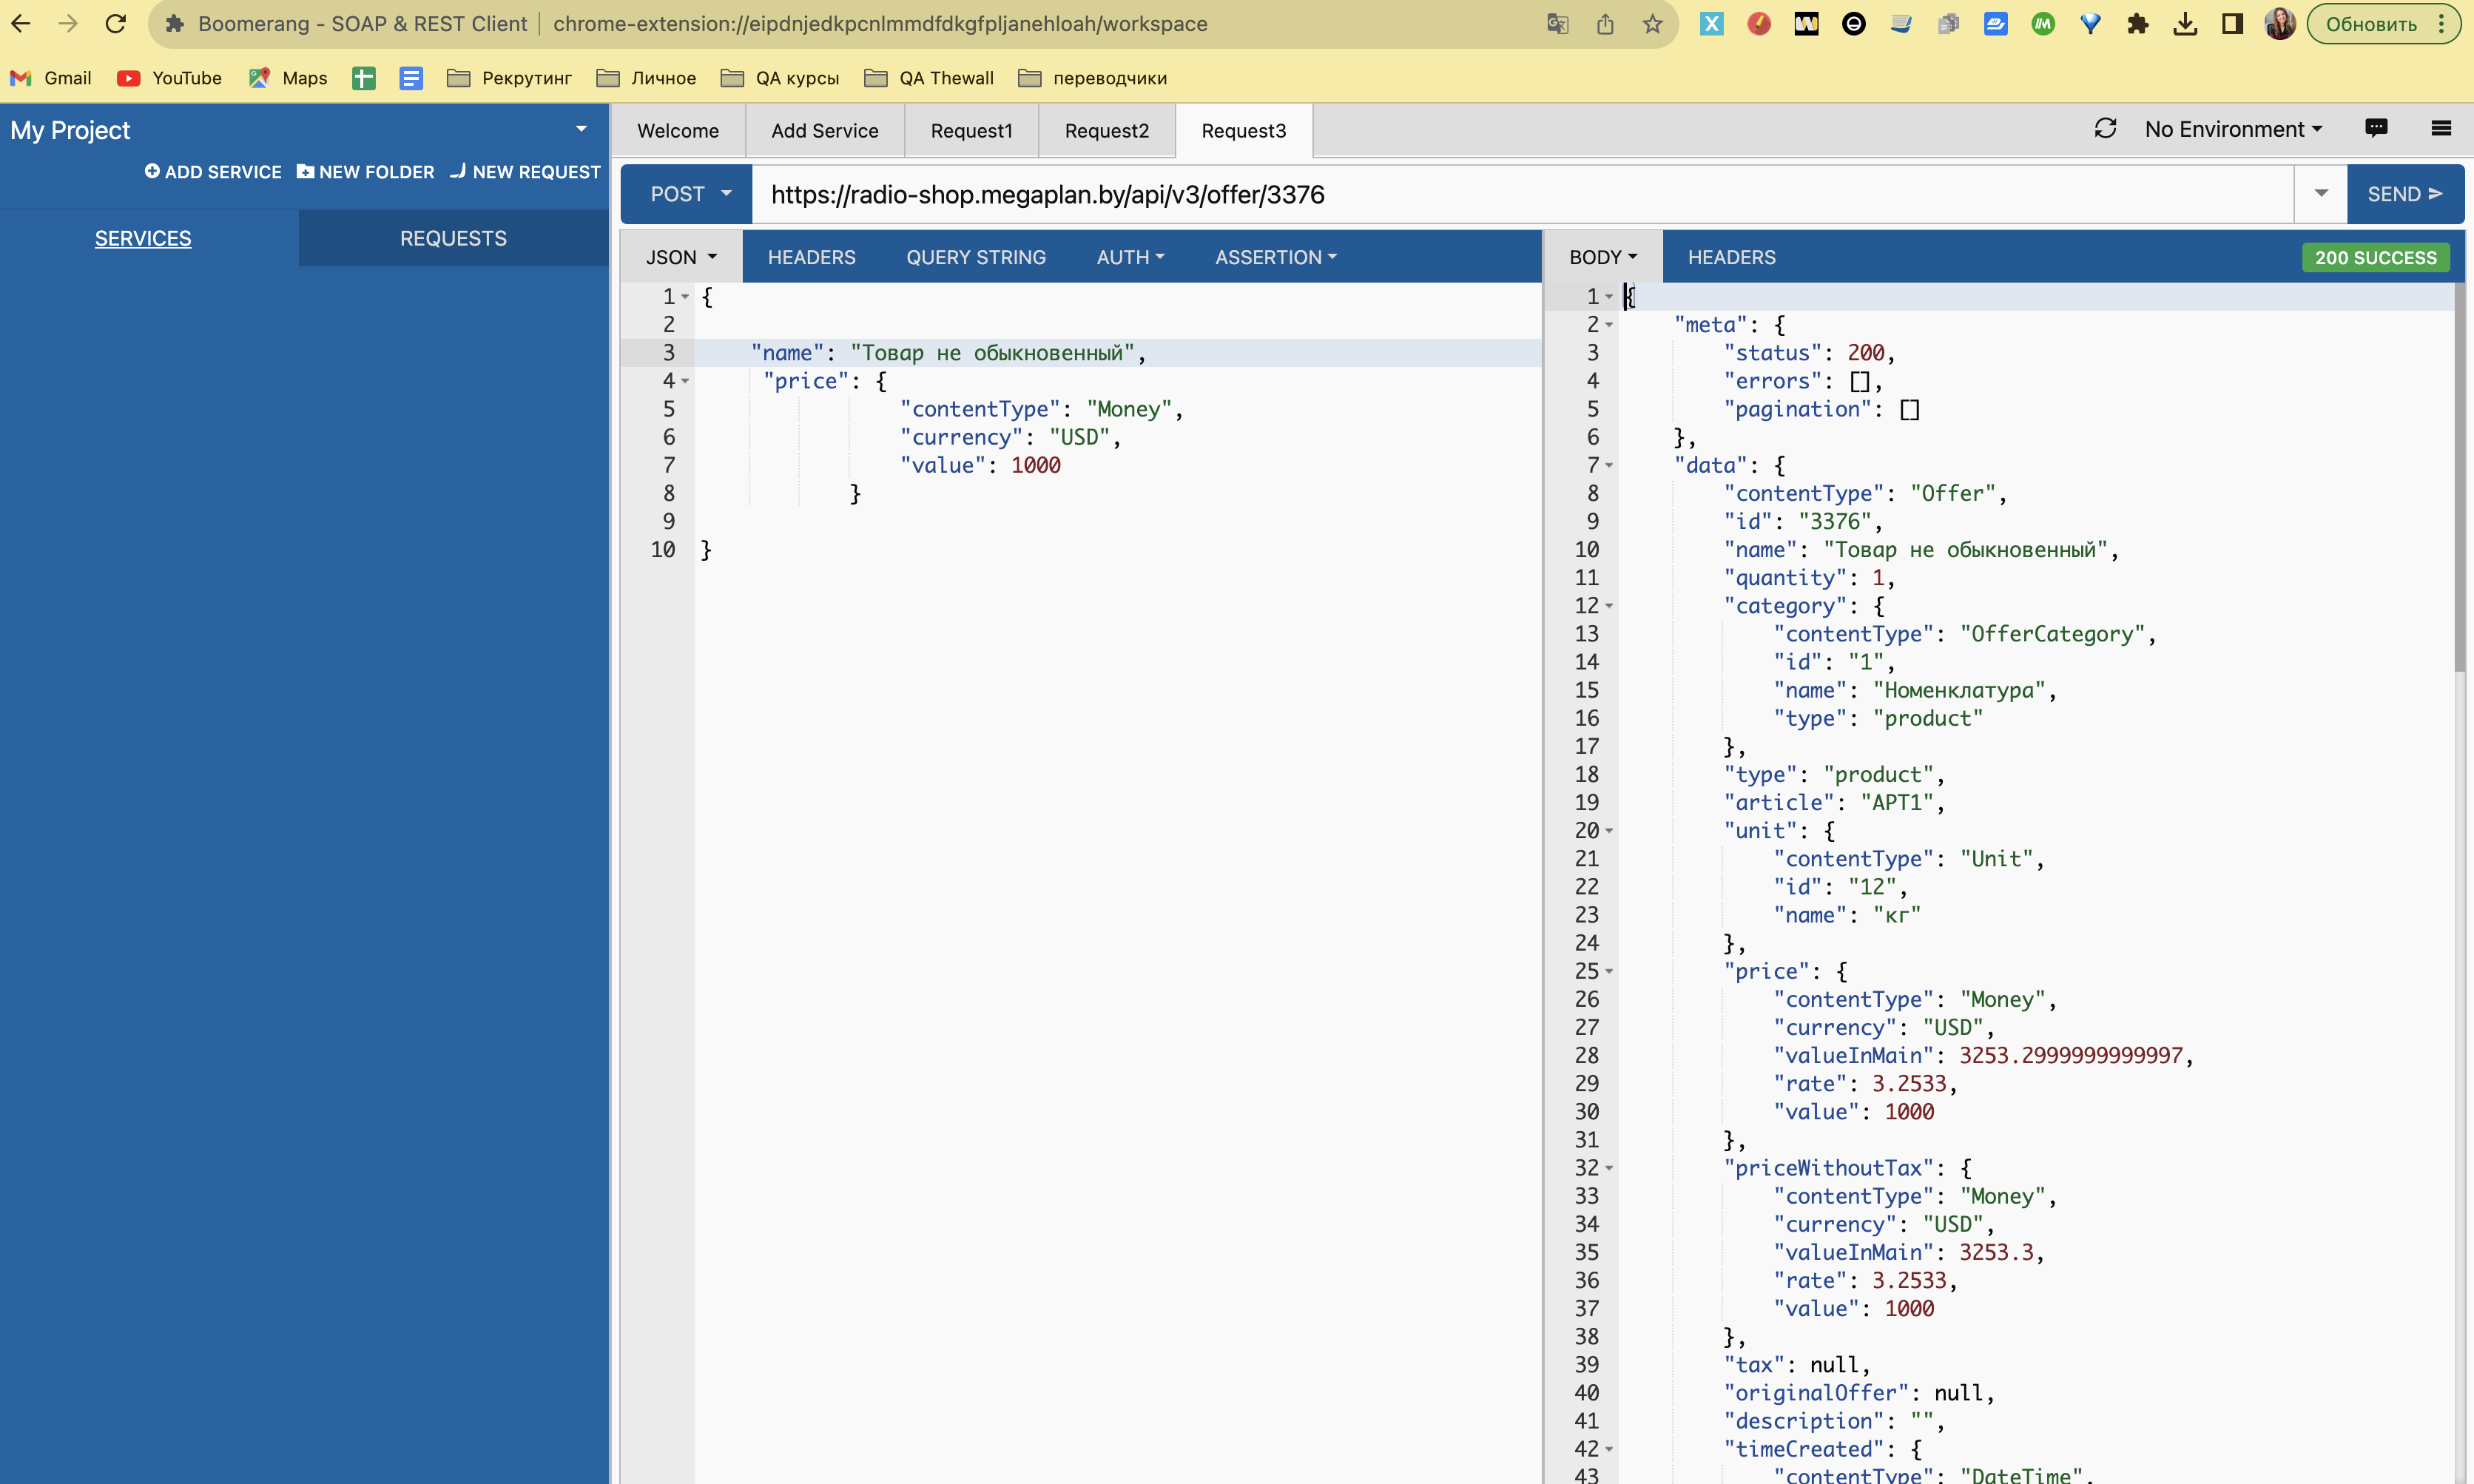 Boomerang - SOAP & REST Client | chrome-extension://eipdnjedkpcnlmmdfdkgfpljanehloah/workspace
Обновить
Gmail YouTube Maps Рекрутинг Личное QA курсы QA Thewall переводчики
My Project
ADD SERVICE NEW FOLDER NEW REQUEST
SERVICES REQUESTS
Welcome Add Service Request1 Request2 Request3 No Environment
POST https://radio-shop.megaplan.by/api/v3/offer/3376 SEND
JSON HEADERS QUERY STRING AUTH ASSERTION
1 {
2
3 "name": "Товар не обыкновенный",
4 "price": {
5 "contentType": "Money",
6 "currency": "USD",
7 "value": 1000
8 }
9
10 }
BODY HEADERS 200 SUCCESS
1 {
2 "meta": {
3 "status": 200,
4 "errors": [],
5 "pagination": []
6 },
7 "data": {
8 "contentType": "Offer",
9 "id": "3376",
10 "name": "Товар не обыкновенный",
11 "quantity": 1,
12 "category": {
13 "contentType": "OfferCategory",
14 "id": "1",
15 "name": "Номенклатура",
16 "type": "product"
17 },
18 "type": "product",
19 "article": "АРТ1",
20 "unit": {
21 "contentType": "Unit",
22 "id": "12",
23 "name": "кг"
24 },
25 "price": {
26 "contentType": "Money",
27 "currency": "USD",
28 "valueInMain": 3253.2999999999997,
29 "rate": 3.2533,
30 "value": 1000
31 },
32 "priceWithoutTax": {
33 "contentType": "Money",
34 "currency": "USD",
35 "valueInMain": 3253.3,
36 "rate": 3.2533,
37 "value": 1000
38 },
39 "tax": null,
40 "originalOffer": null,
41 "description": "",
42 "timeCreated": {
43 "contentType": "DateTime",